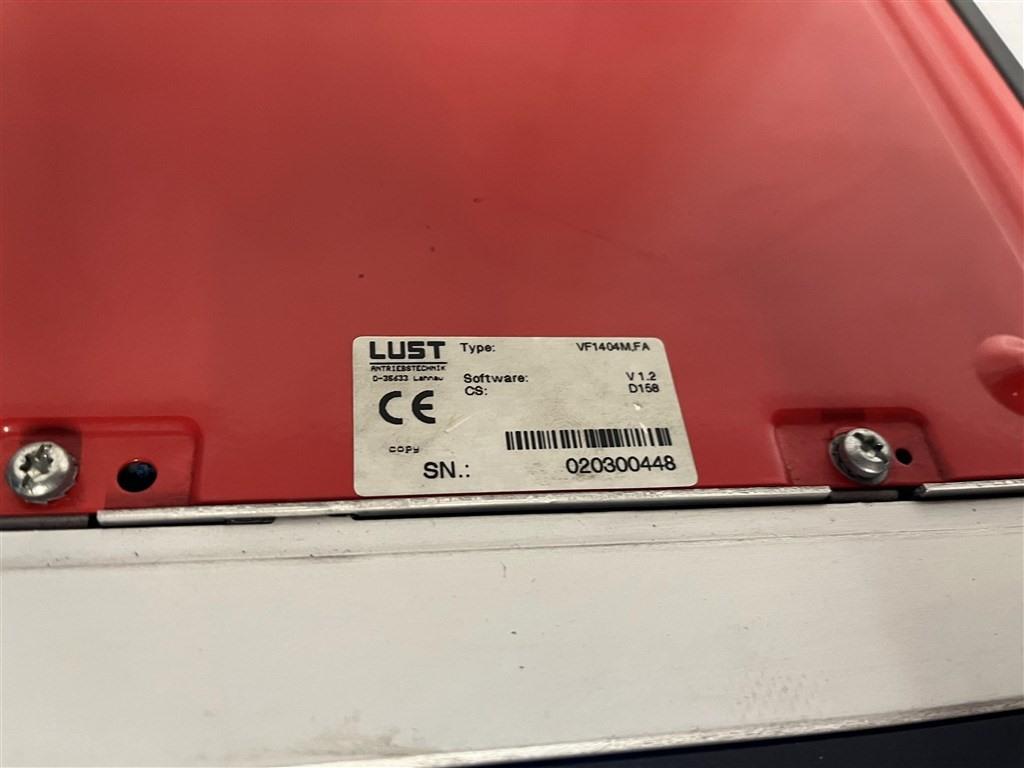 LUST
ANTRIEBSTECHNIK
D-35633 Lahnau
Type: VF1404M,FA
Software: V 1.2
CS: D158
CE
copy
SN.: 020300448